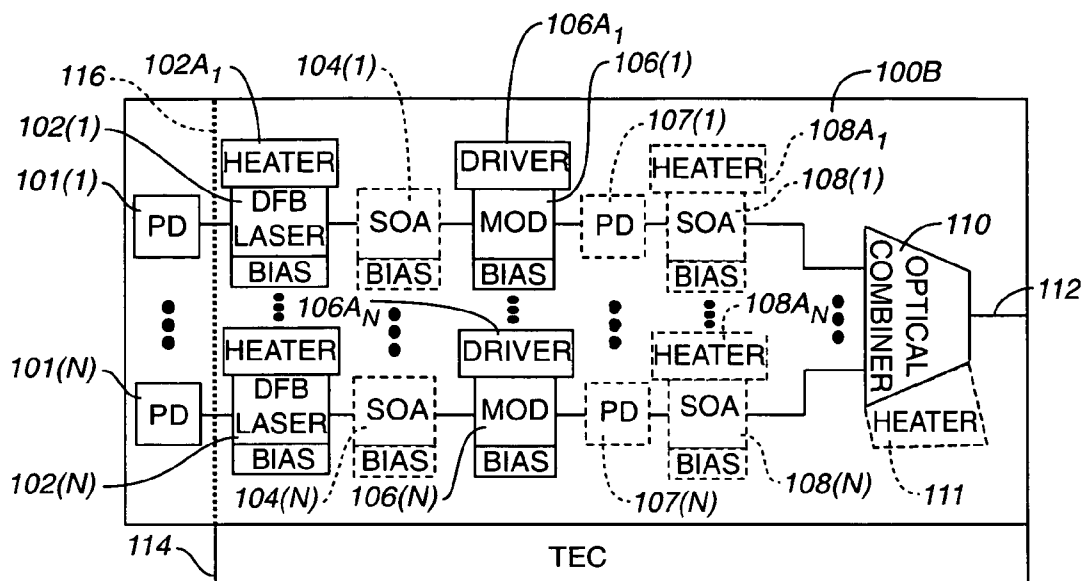 106A1
102A1
104(1)
106(1)
100B
116
107(1)
108A1
102(1)
HEATER
DRIVER
HEATER
108(1)
101(1)
DFB
LASER
PD
SOA
MOD
PD
SOA
110
BIAS
BIAS
BIAS
BIAS
OPTICAL
COMBINER
112
106AN
108AN
HEATER
DRIVER
HEATER
101(N)
DFB
LASER
PD
SOA
MOD
PD
SOA
HEATER
BIAS
BIAS
BIAS
BIAS
102(N)
104(N)
106(N)
107(N)
108(N)
111
114
TEC